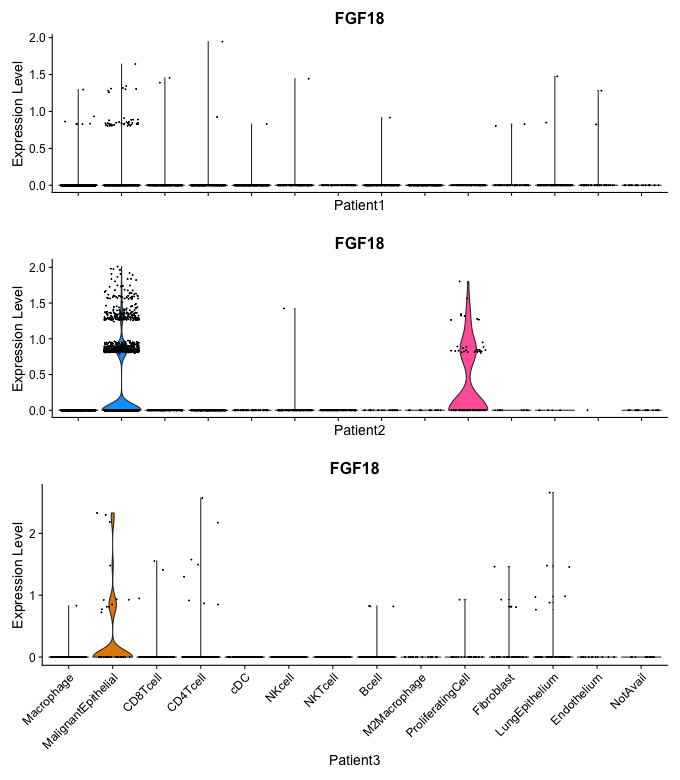 FGF18
2.0
1.5
1.0
0.5
0.0
Expression Level
Patient1
FGF18
2.0
1.5
1.0
0.5
0.0
Expression Level
Patient2
FGF18
2
1
0
Expression Level
Macrophage
MalignantEpithelial
CD8Tcell
CD4Tcell
cDC
NKcell
NKTcell
Bcell
M2Macrophage
ProliferatingCell
Fibroblast
LungEpithelium
Endothelium
NotAvail
Patient3